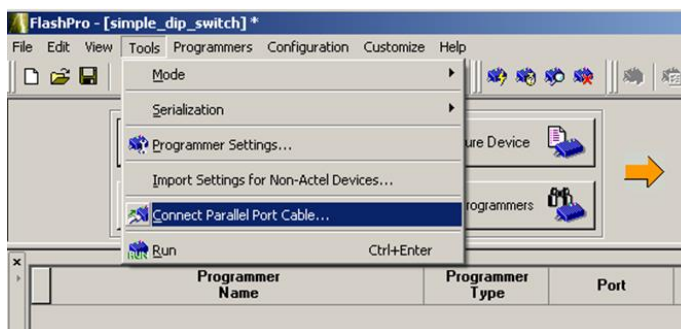 FlashPro - [simple_dip_switch] *
File Edit View Tools Programmers Configuration Customize Help
Mode
Serialization
Programmer Settings...
ure Device
Import Settings for Non-Actel Devices...
rogrammers
Connect Parallel Port Cable...
Run Ctrl+Enter
Programmer Name
Programmer Type
Port